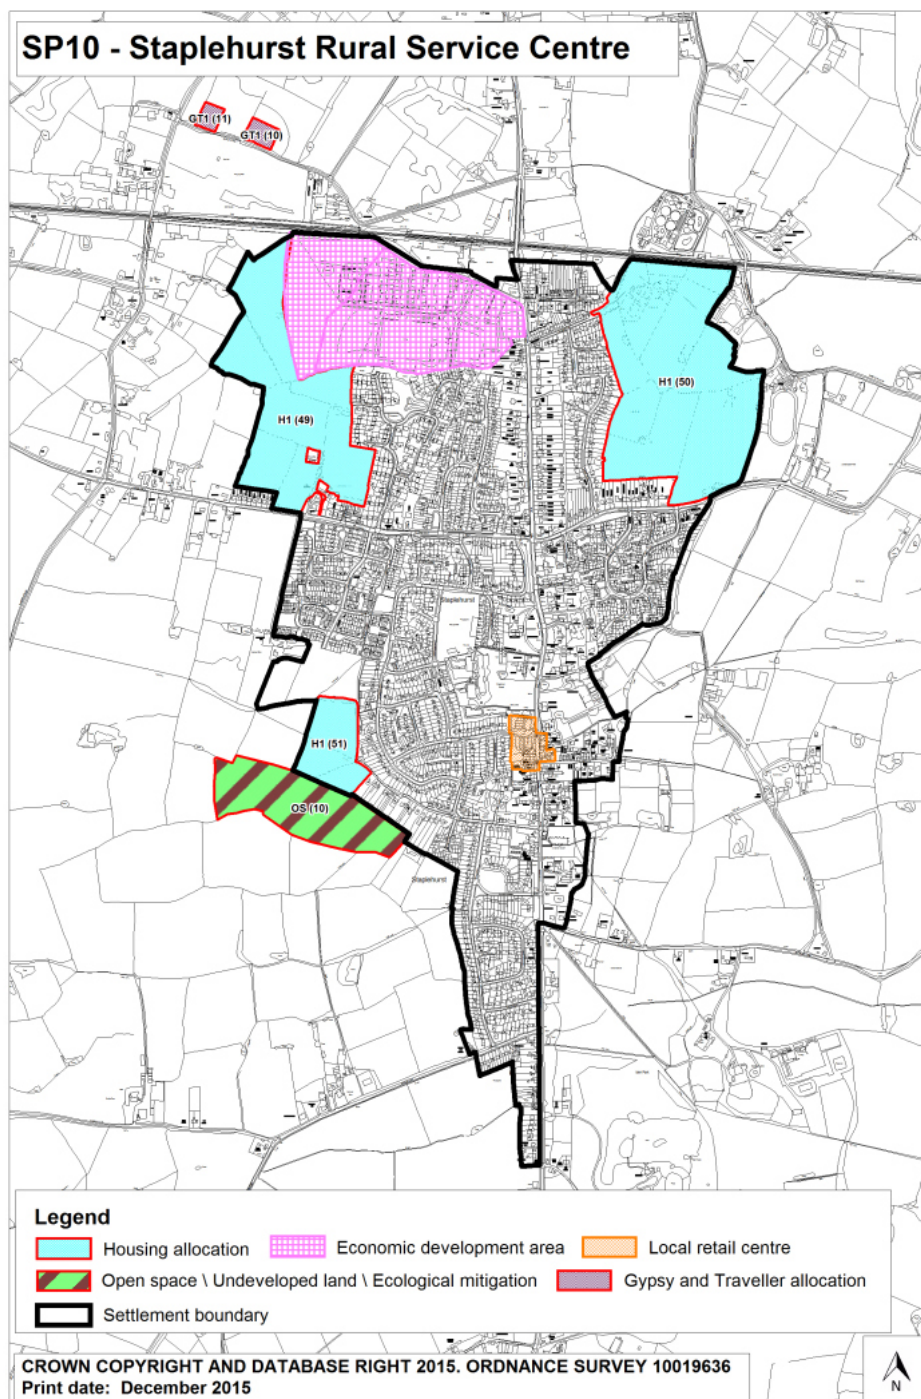 SP10 - Staplehurst Rural Service Centre
GT1 (11)
GT1 (10)
H1 (50)
H1 (49)
Staplehurst
H1 (51)
OS (10)
Staplehurst
Legend
Housing allocation
Economic development area
Local retail centre
Open space \ Undeveloped land \ Ecological mitigation
Gypsy and Traveller allocation
Settlement boundary
CROWN COPYRIGHT AND DATABASE RIGHT 2015. ORDNANCE SURVEY 10019636
Print date: December 2015
N